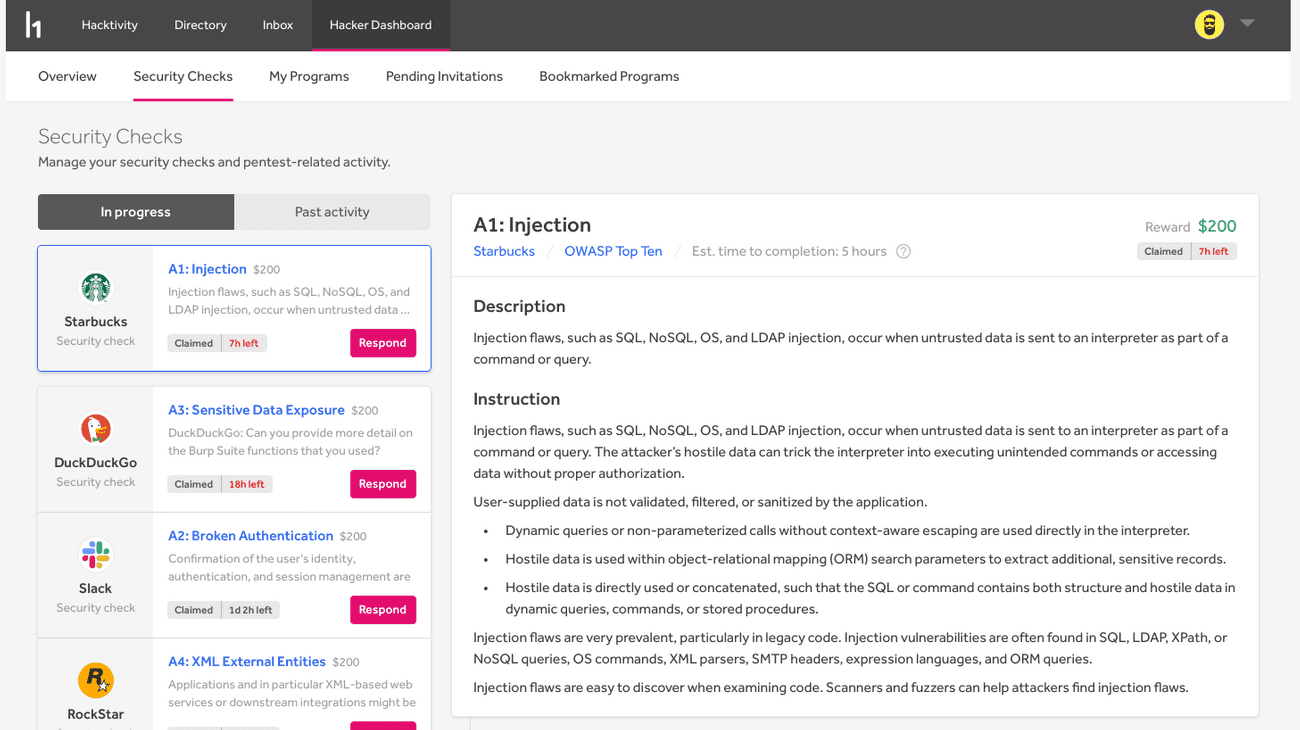 Hacktivity Directory Inbox Hacker Dashboard
Overview Security Checks My Programs Pending Invitations Bookmarked Programs
Security Checks
Manage your security checks and pentest-related activity.
In progress Past activity
Starbucks
Security check
A1: Injection $200
Injection flaws, such as SQL, NoSQL, OS, and
LDAP injection, occur when untrusted data ...
Claimed 7h left
Respond
DuckDuckGo
Security check
A3: Sensitive Data Exposure $200
DuckDuckGo: Can you provide more detail on
the Burp Suite functions that you used?
Claimed 18h left
Respond
Slack
Security check
A2: Broken Authentication $200
Confirmation of the user's identity,
authentication, and session management are
Claimed 1d 2h left
Respond
RockStar
A4: XML External Entities $200
Applications and in particular XML-based web
services or downstream integrations might be
A1: Injection
Reward $200
Starbucks / OWASP Top Ten / Est. time to completion: 5 hours ?
Claimed 7h left
Description
Injection flaws, such as SQL, NoSQL, OS, and LDAP injection, occur when untrusted data is sent to an interpreter as part of a
command or query.
Instruction
Injection flaws, such as SQL, NoSQL, OS, and LDAP injection, occur when untrusted data is sent to an interpreter as part of a
command or query. The attacker's hostile data can trick the interpreter into executing unintended commands or accessing
data without proper authorization.
User-supplied data is not validated, filtered, or sanitized by the application.
• Dynamic queries or non-parameterized calls without context-aware escaping are used directly in the interpreter.
• Hostile data is used within object-relational mapping (ORM) search parameters to extract additional, sensitive records.
• Hostile data is directly used or concatenated, such that the SQL or command contains both structure and hostile data in
dynamic queries, commands, or stored procedures.
Injection flaws are very prevalent, particularly in legacy code. Injection vulnerabilities are often found in SQL, LDAP, XPath, or
NoSQL queries, OS commands, XML parsers, SMTP headers, expression languages, and ORM queries.
Injection flaws are easy to discover when examining code. Scanners and fuzzers can help attackers find injection flaws.